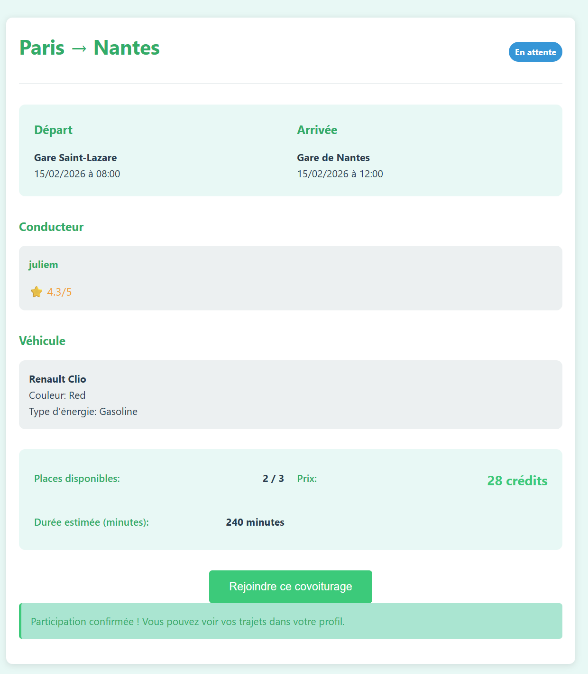 Paris → Nantes
En attente
Départ
Gare Saint-Lazare
15/02/2026 à 08:00
Arrivée
Gare de Nantes
15/02/2026 à 12:00
Conducteur
juliem
⭐ 4.3/5
Véhicule
Renault Clio
Couleur: Red
Type d'énergie: Gasoline
Places disponibles: 2 / 3
Prix: 28 crédits
Durée estimée (minutes): 240 minutes
Rejoindre ce covoiturage
Participation confirmée ! Vous pouvez voir vos trajets dans votre profil.